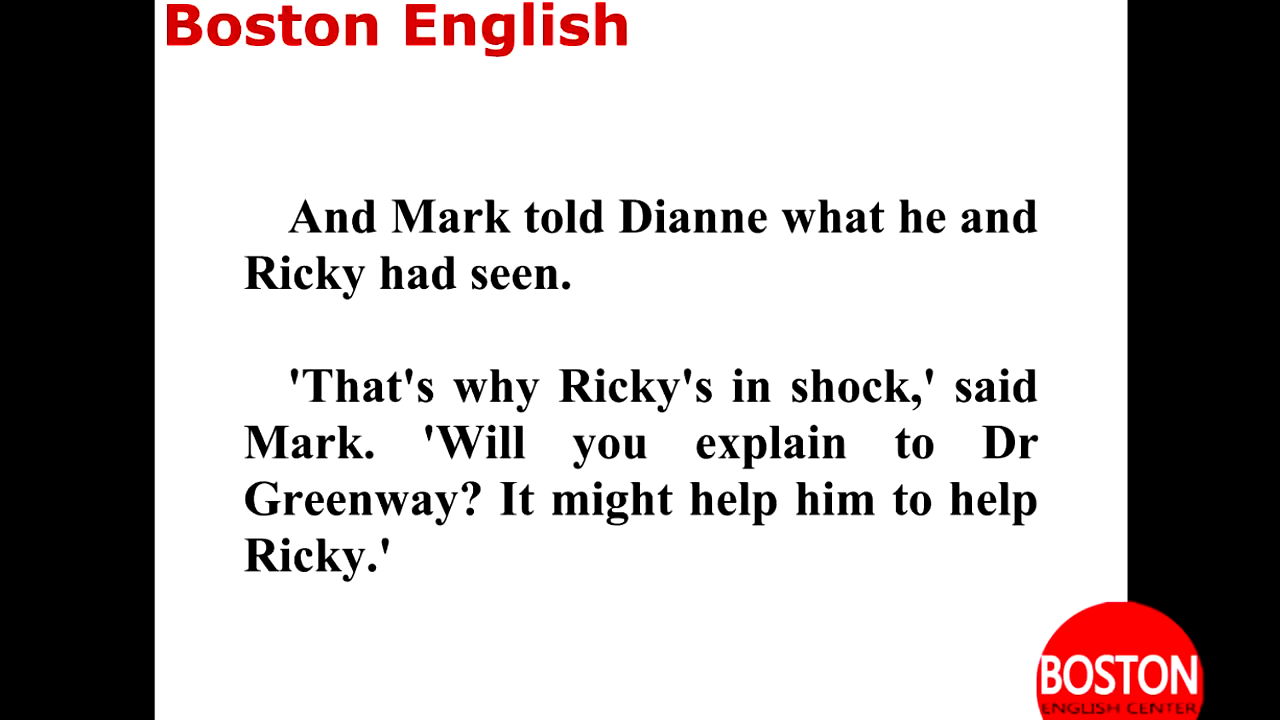 Boston English
And Mark told Dianne what he and
Ricky had seen.
'That's why Ricky's in shock,' said
Mark. 'Will you explain to Dr
Greenway? It might help him to help
Ricky.'
BOSTON
ENGLISH CENTER